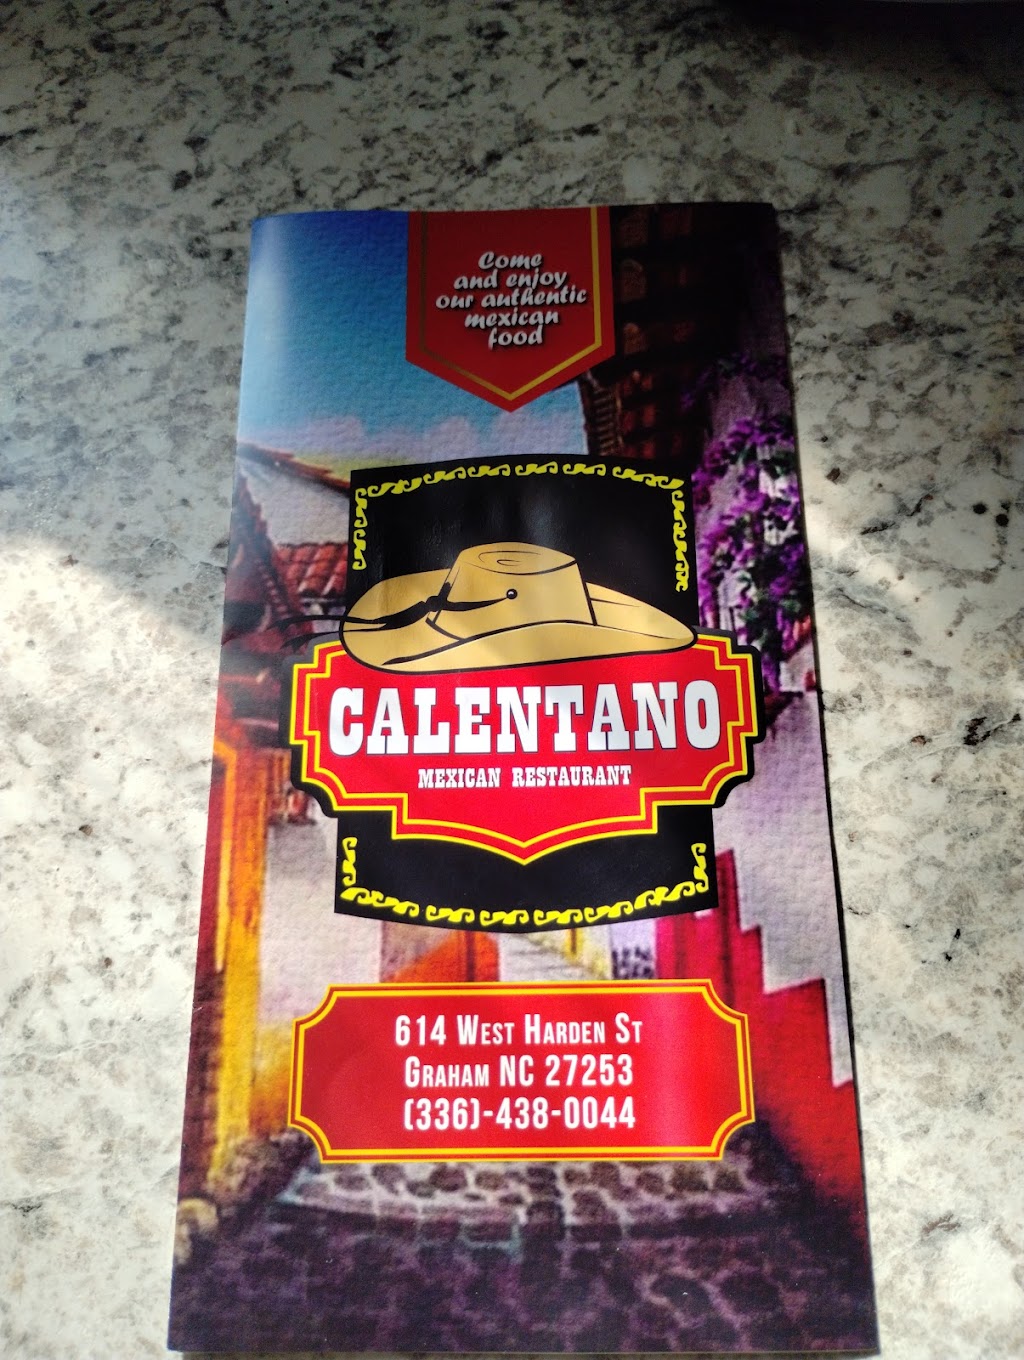 Come
and enjoy
our authentic
mexican
food
CALENTANO
MEXICAN RESTAURANT
614 WEST HARDEN ST
GRAHAM NC 27253
(336)-438-0044